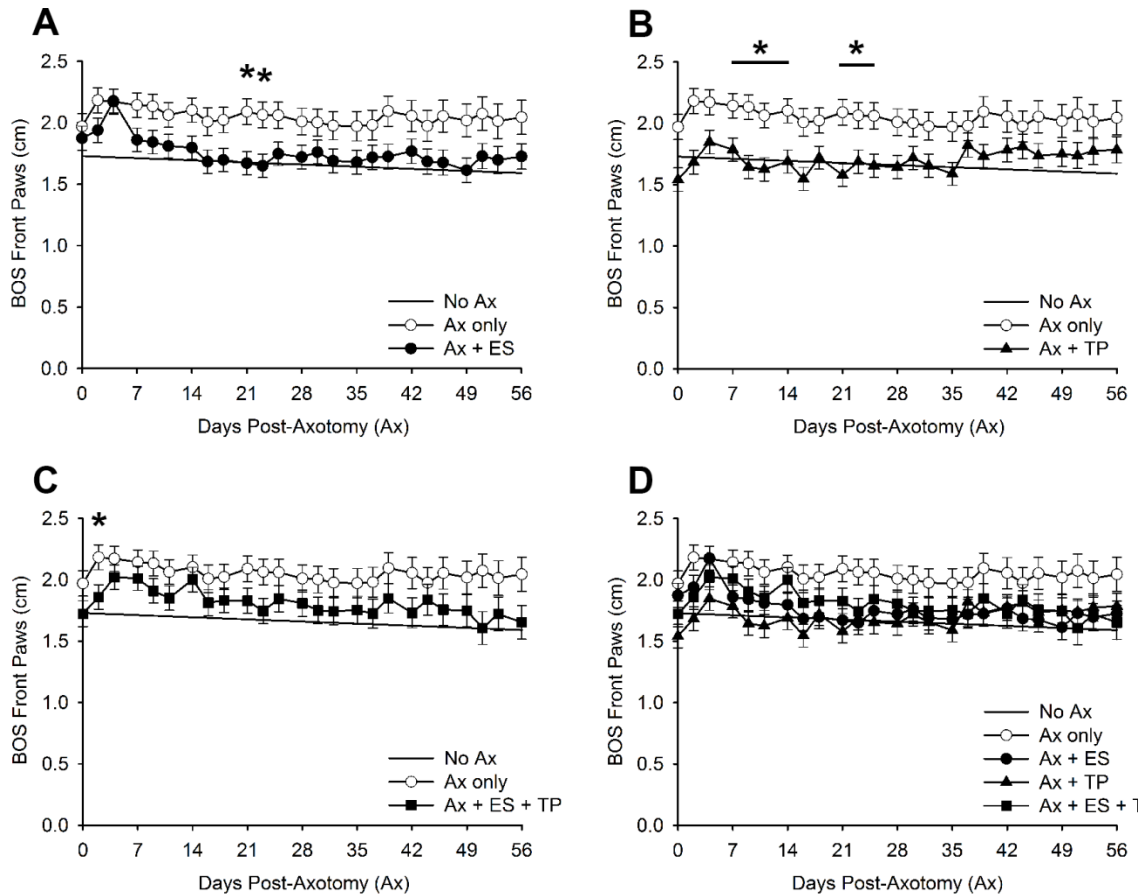 A
B
* *
*
*
2.5
2.0
1.5
1.0
0.5
0.0
BOS Front Paws (cm)
No Ax
Ax only
Ax + ES
0
7
14
21
28
35
42
49
56
Days Post-Axotomy (Ax)
2.5
2.0
1.5
1.0
0.5
0.0
BOS Front Paws (cm)
No Ax
Ax only
Ax + TP
0
7
14
21
28
35
42
49
56
Days Post-Axotomy (Ax)
C
D
*
2.5
2.0
1.5
1.0
0.5
0.0
BOS Front Paws (cm)
No Ax
Ax only
Ax + ES + TP
0
7
14
21
28
35
42
49
56
Days Post-Axotomy (Ax)
2.5
2.0
1.5
1.0
0.5
0.0
BOS Front Paws (cm)
No Ax
Ax only
Ax + ES
Ax + TP
Ax + ES + T
0
7
14
21
28
35
42
49
56
Days Post-Axotomy (Ax)